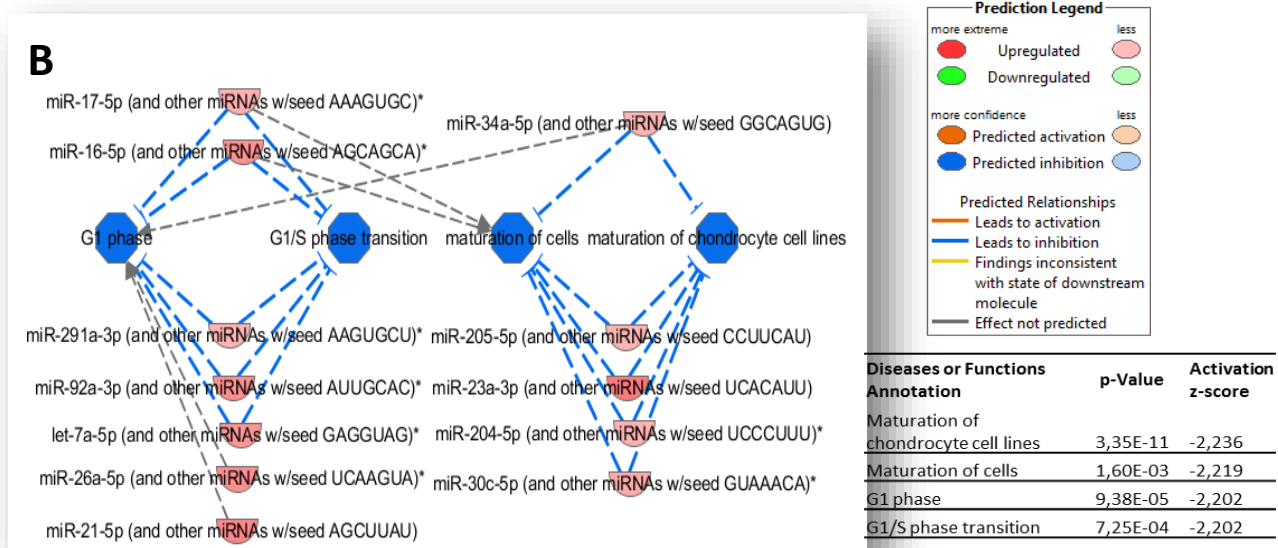 B
miR-17-5p (and other miRNAs w/seed AAAGUGC)*
miR-16-5p (and other miRNAs w/seed AGCAGCA)*
miR-34a-5p (and other miRNAs w/seed GGCAGUG)
G1 phase
G1/S phase transition
maturation of cells
maturation of chondrocyte cell lines
miR-291a-3p (and other miRNAs w/seed AAGUGCU)*
miR-205-5p (and other miRNAs w/seed CCUUCAU)
miR-92a-3p (and other miRNAs w/seed AUUGCAC)*
miR-23a-3p (and other miRNAs w/seed UCACAUU)
let-7a-5p (and other miRNAs w/seed GAGGUAG)*
miR-204-5p (and other miRNAs w/seed UCCCUUU)*
miR-26a-5p (and other miRNAs w/seed UCAAGUA)*
miR-30c-5p (and other miRNAs w/seed GUAAACA)*
miR-21-5p (and other miRNAs w/seed AGCUUAU)
Prediction Legend
more extreme less
Upregulated
Downregulated
more confidence less
Predicted activation
Predicted inhibition
Predicted Relationships
Leads to activation
Leads to inhibition
Findings inconsistent
with state of downstream
molecule
Effect not predicted
Diseases or Functions Annotation p-Value Activation z-score
Maturation of
chondrocyte cell lines 3,35E-11 -2,236
Maturation of cells 1,60E-03 -2,219
G1 phase 9,38E-05 -2,202
G1/S phase transition 7,25E-04 -2,202